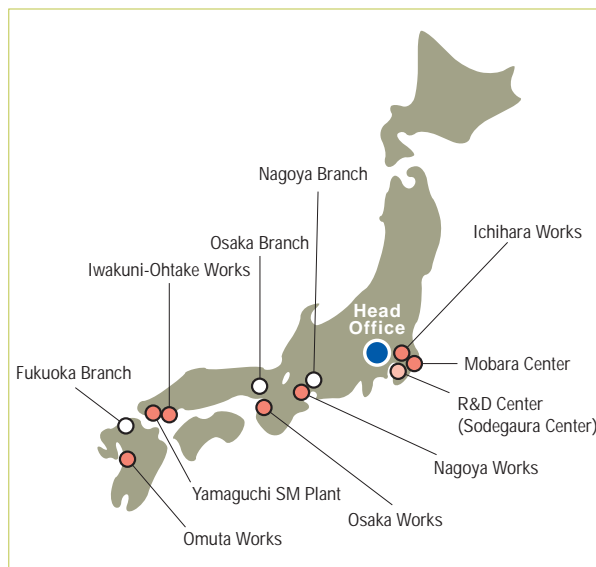 Nagoya Branch
Ichihara Works
Osaka Branch
Iwakuni-Ohtake Works
Head
Office
Mobara Center
Fukuoka Branch
R&D Center
(Sodegaura Center)
Nagoya Works
Yamaguchi SM Plant
Osaka Works
Omuta Works